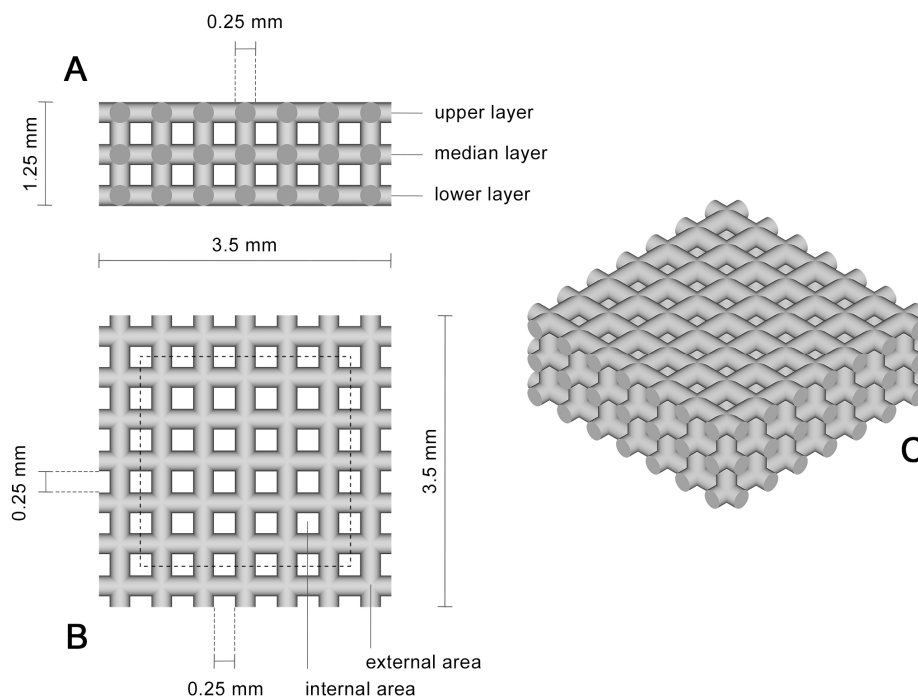 0.25 mm
A
upper layer
1.25 mm
median layer
lower layer
3.5 mm
0.25 mm
3.5 mm
C
B
external area
0.25 mm
internal area